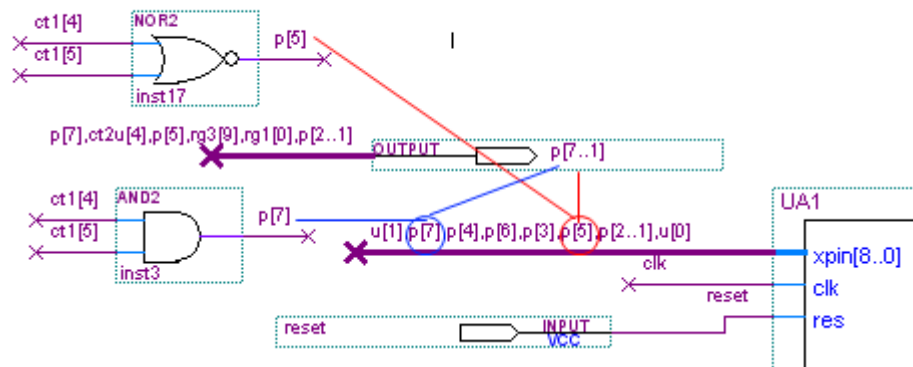 ct1[4]
ct1[5]
NOR2
inst17
p[5]
p[7],ct2u[4],p[5],rg3[9],rg1[0],p[2..1]
OUTPUT
p[7..1]
ct1[4]
ct1[5]
AND2
inst3
p[7]
u[1],p[7],p[4],p[6],p[3],p[5],p[2..1],u[0]
UA1
xpin[8..0]
clk
clk
reset
res
reset
INPUT
VCC